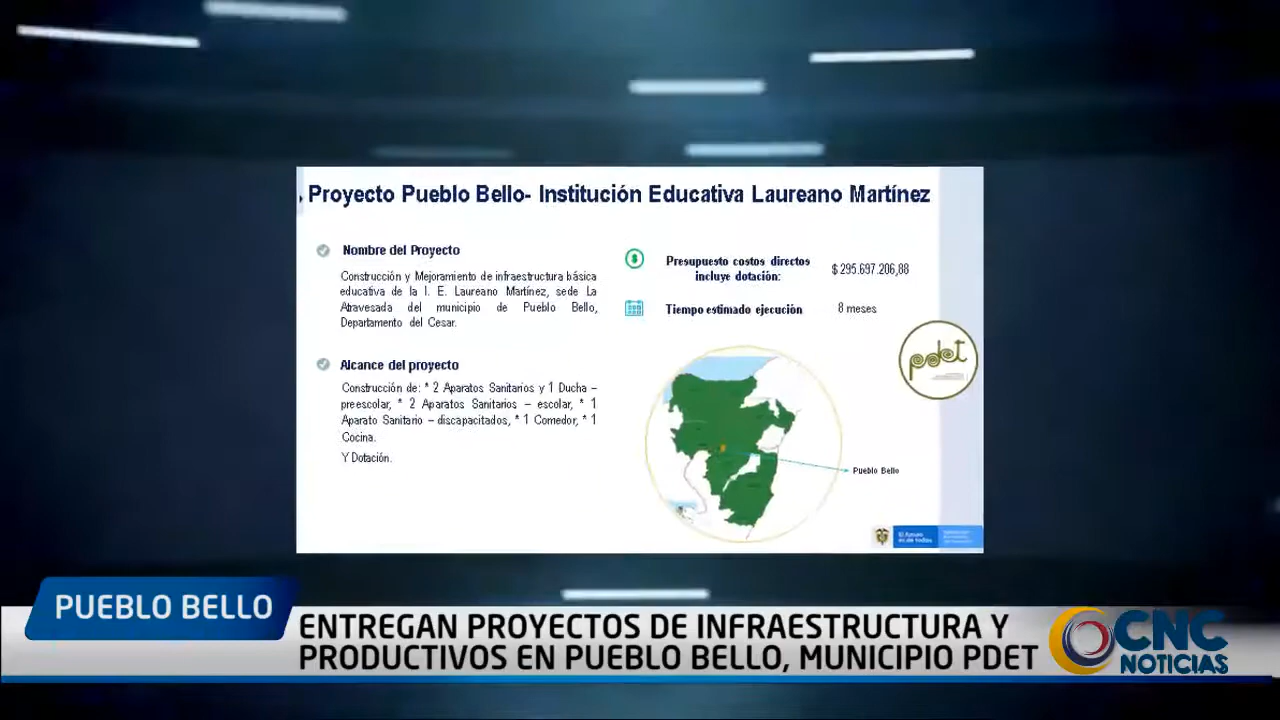 Proyecto Pueblo Bello- Institución Educativa Laureano Martínez
Nombre del Proyecto
Construcción y Mejoramiento de infraestructura básica
educativa de la I. E. Laureano Martínez, sede La
Atravesada del municipio de Pueblo Bello,
Departamento del Cesar.
Alcance del proyecto
Construcción de: * 2 Aparatos Sanitarios y 1 Ducha –
preescolar, * 2 Aparatos Sanitarios – escolar, * 1
Aparato Sanitario – discapacitados, * 1 Comedor, * 1
Cocina.
Y Dotación.
Presupuesto costos directos
incluye dotación:
$ 295.697.206,88
Tiempo estimado ejecución
8 meses
pdet
Pueblo Bello
El futuro
es de todos
PUEBLO BELLO
ENTREGAN PROYECTOS DE INFRAESTRUCTURA Y
PRODUCTIVOS EN PUEBLO BELLO, MUNICIPIO PDET
CNC
NOTICIAS